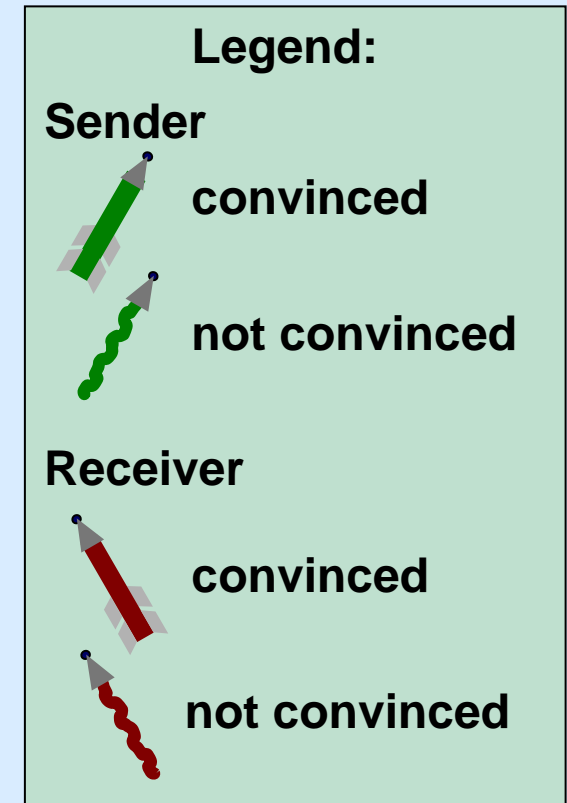 Legend:
Sender
convinced
not convinced
Receiver
convinced
not convinced